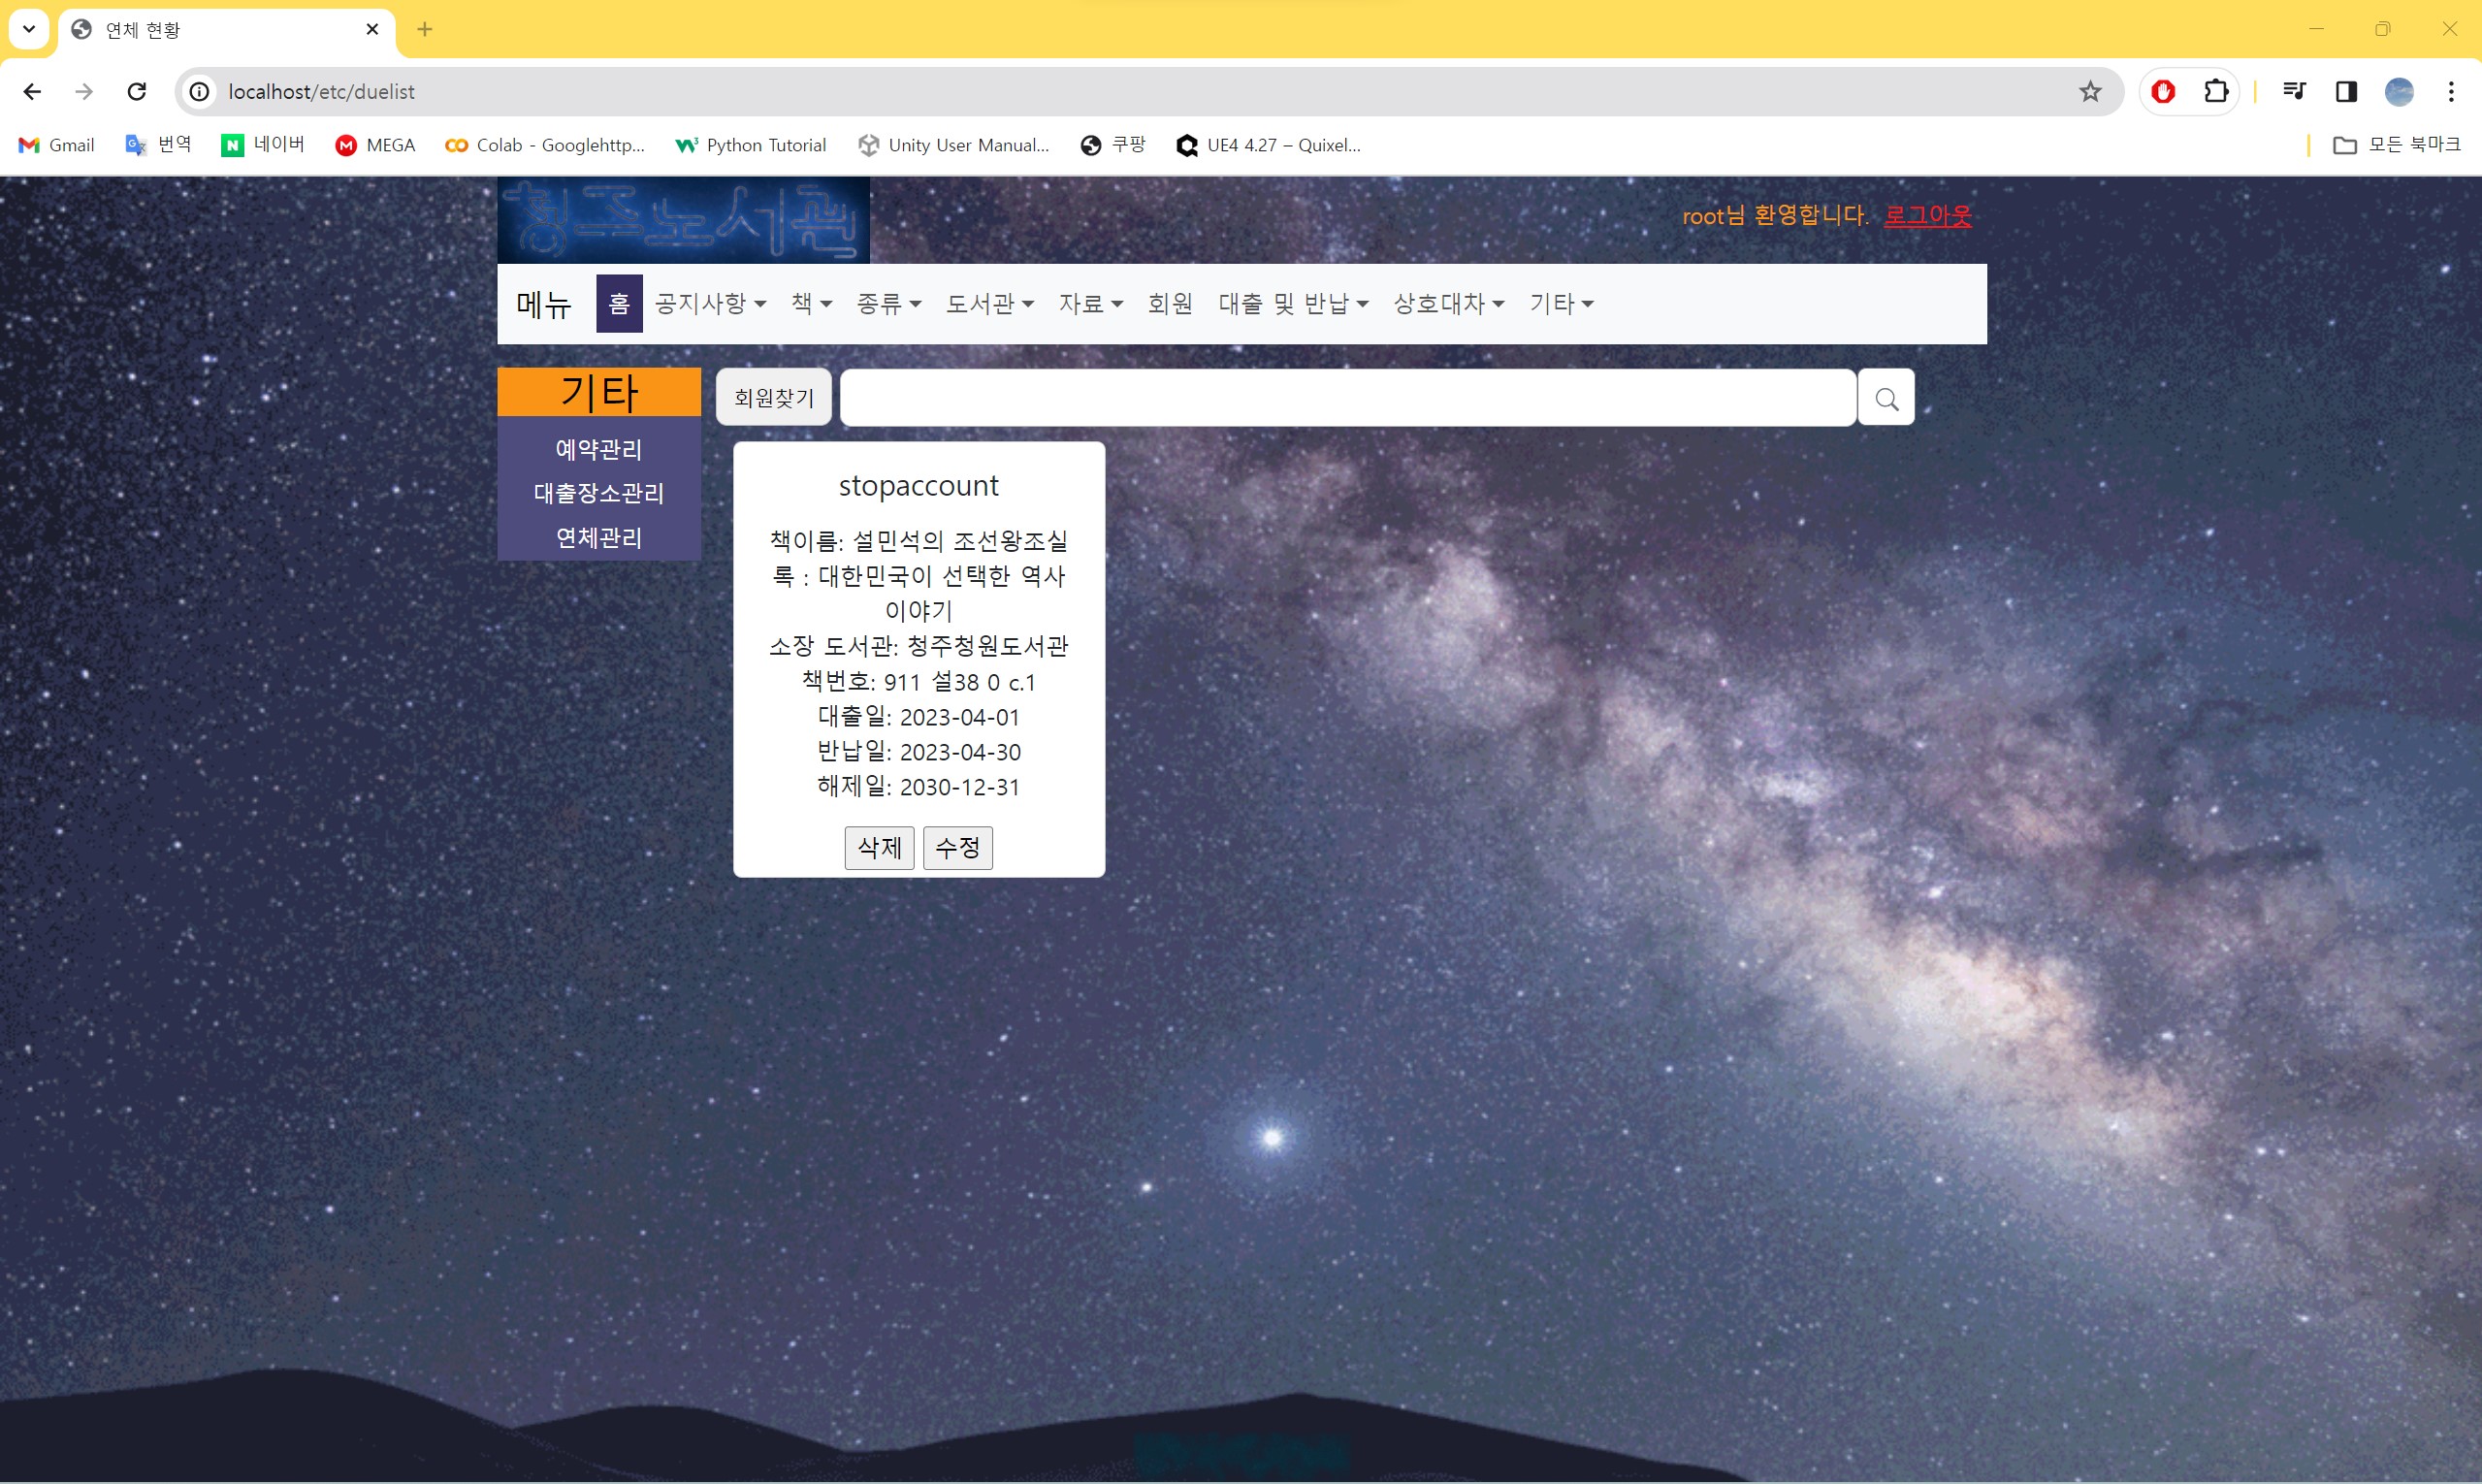 연체 현황
localhost/etc/duelist
Gmail 번역 네이버 MEGA Colab - Googlehttp... Python Tutorial Unity User Manual... 쿠팡 UE4 4.27 – Quixel... 모든 북마크
청주도서관
root님 환영합니다. 로그아웃
메뉴 홈 공지사항 책 종류 도서관 자료 회원 대출 및 반납 상호대차 기타
기타
예약관리
대출장소관리
연체관리
회원찾기
stopaccount
책이름: 설민석의 조선왕조실
록 : 대한민국이 선택한 역사
이야기
소장 도서관: 청주청원도서관
책번호: 911 설38 0 c.1
대출일: 2023-04-01
반납일: 2023-04-30
해제일: 2030-12-31
삭제 수정